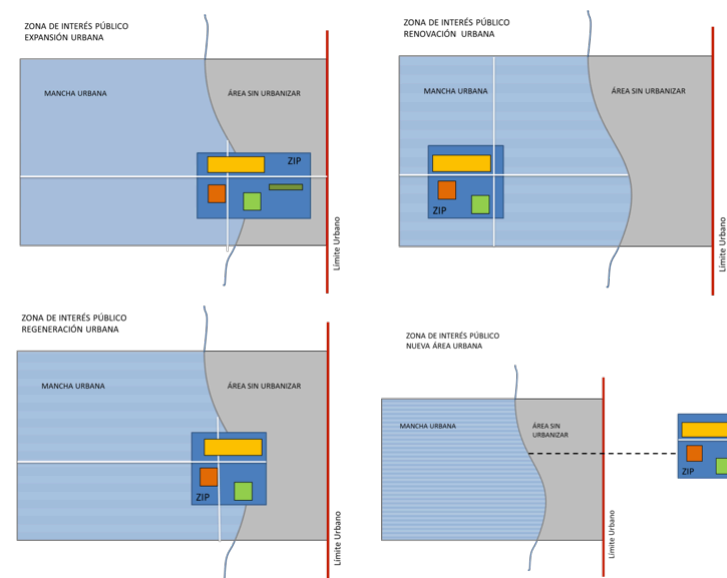 ZONA DE INTERÉS PÚBLICO
EXPANSIÓN URBANA
MANCHA URBANA
ÁREA SIN URBANIZAR
ZIP
Límite Urbano
ZONA DE INTERÉS PÚBLICO
RENOVACIÓN URBANA
MANCHA URBANA
ÁREA SIN URBANIZAR
ZIP
Límite Urbano
ZONA DE INTERÉS PÚBLICO
REGENERACIÓN URBANA
MANCHA URBANA
ÁREA SIN URBANIZAR
ZIP
Límite Urbano
ZONA DE INTERÉS PÚBLICO
NUEVA ÁREA URBANA
MANCHA URBANA
ÁREA SIN
URBANIZAR
ZIP
Límite Urbano